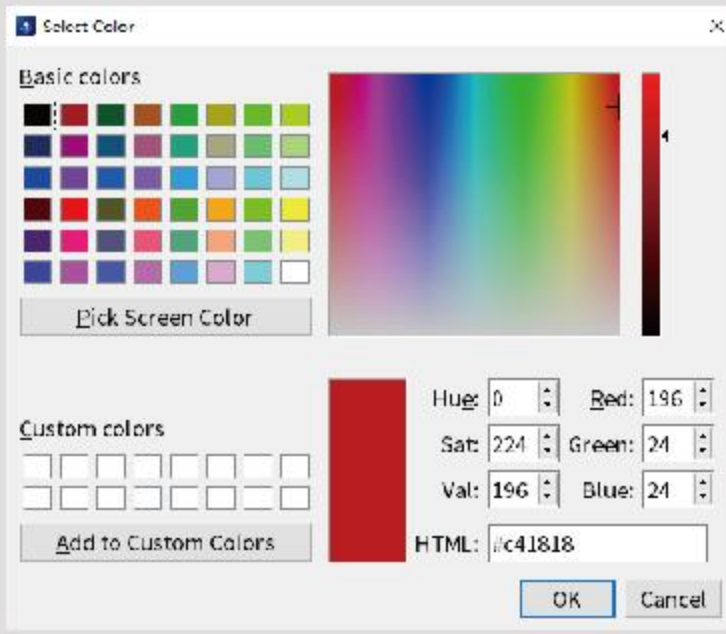 Select Color
Basic colors
Pick Screen Color
Custom colors
Add to Custom Colors
Hue: 0 Red: 196
Sat: 224 Green: 24
Val: 196 Blue: 24
HTML: #c41818
OK Cancel